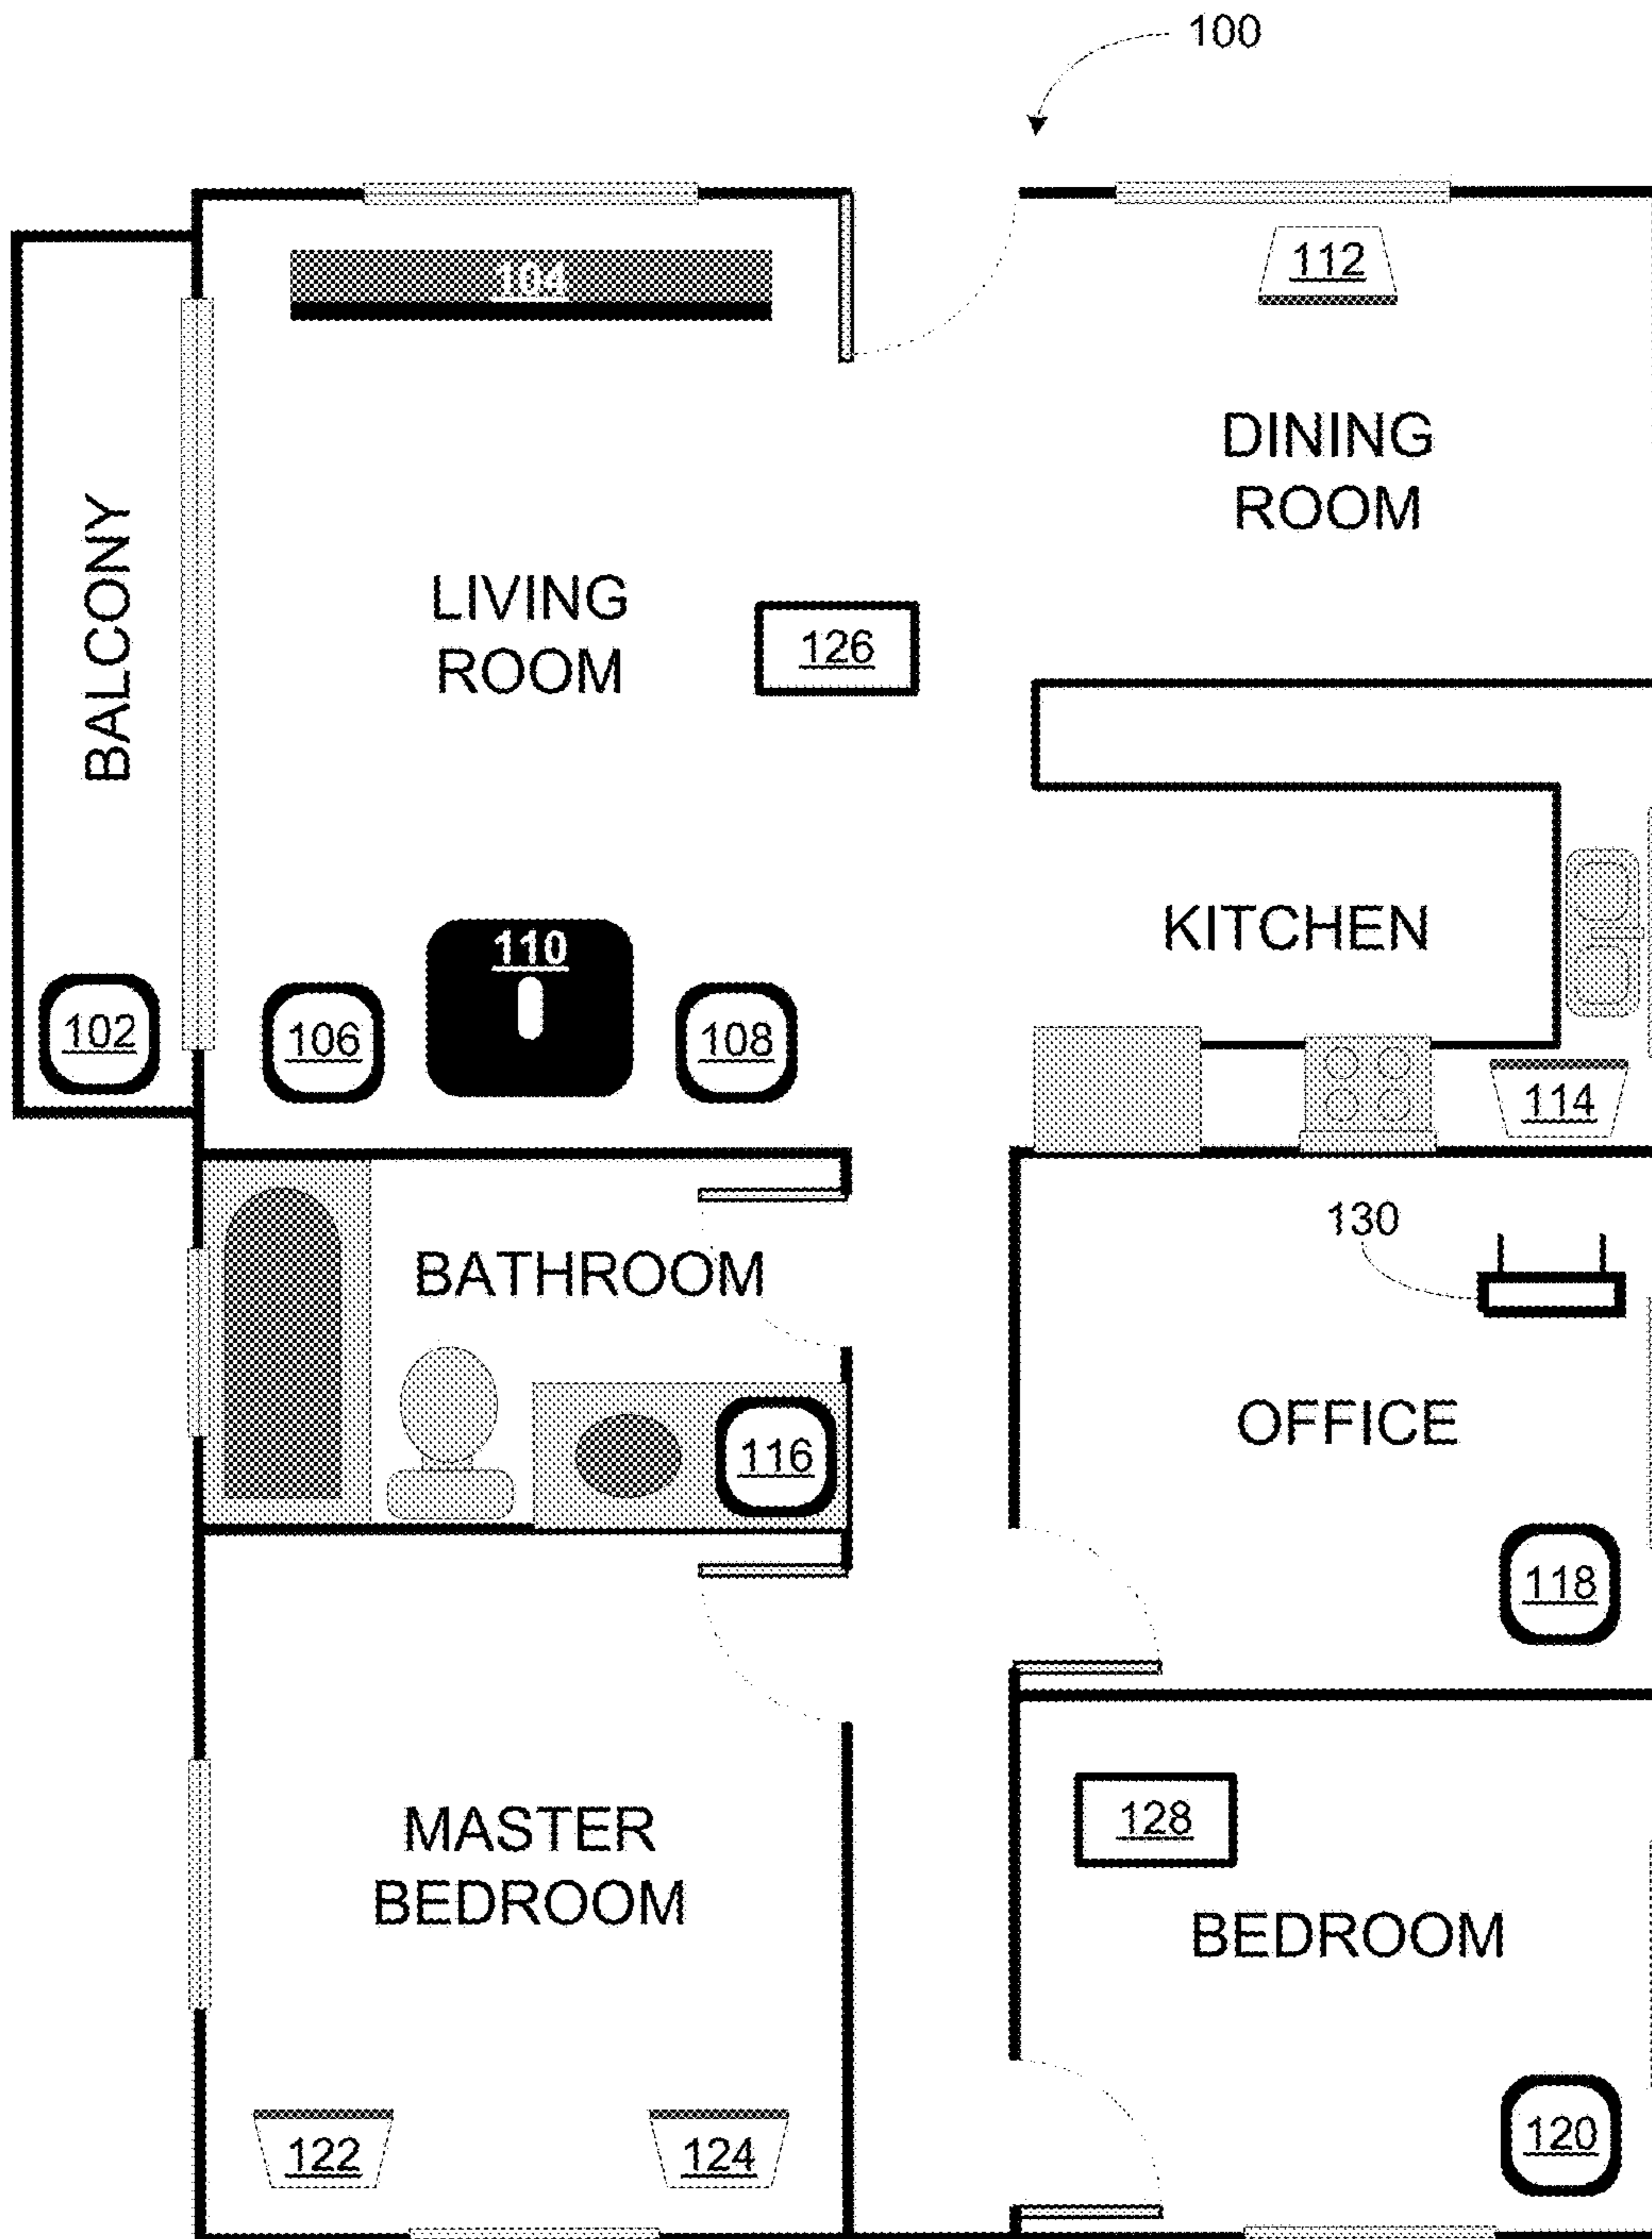 100
104
112
DINING
ROOM
BALCONY
LIVING
ROOM
126
KITCHEN
110
102
106
108
114
130
BATHROOM
OFFICE
116
118
128
MASTER
BEDROOM
BEDROOM
120
122
124